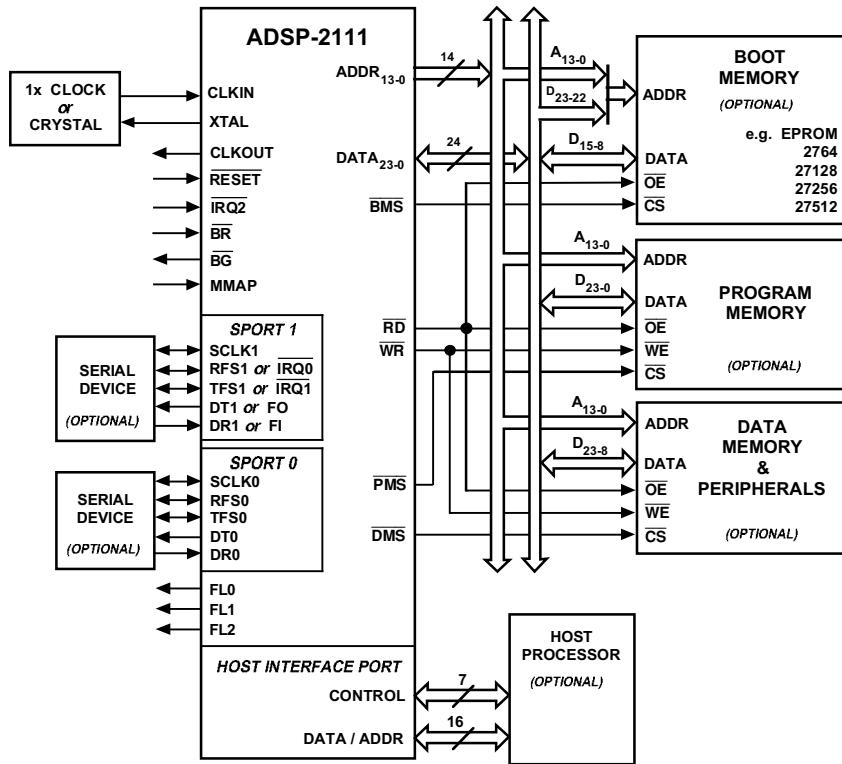 ADSP-2111
1x CLOCK
or
CRYSTAL
CLKIN
XTAL
CLKOUT
RESET
IRQ2
BR
BG
MMAP
ADDR13-0
14
DATA23-0
24
BMS
RD
WR
PMS
DMS
SPORT 1
SCLK1
RFS1 or IRQ0
TFS1 or IRQ1
DT1 or FO
DR1 or FI
SERIAL
DEVICE
(OPTIONAL)
SPORT 0
SCLK0
RFS0
TFS0
DT0
DR0
SERIAL
DEVICE
(OPTIONAL)
FL0
FL1
FL2
HOST INTERFACE PORT
CONTROL
7
DATA / ADDR
16
HOST
PROCESSOR
(OPTIONAL)
A13-0
D23-22
D15-8
BOOT
MEMORY
(OPTIONAL)
e.g. EPROM
2764
27128
27256
27512
ADDR
DATA
OE
CS
A13-0
D23-0
ADDR
DATA
OE
WE
CS
PROGRAM
MEMORY
(OPTIONAL)
A13-0
D23-8
ADDR
DATA
OE
WE
CS
DATA
MEMORY
&
PERIPHERALS
(OPTIONAL)